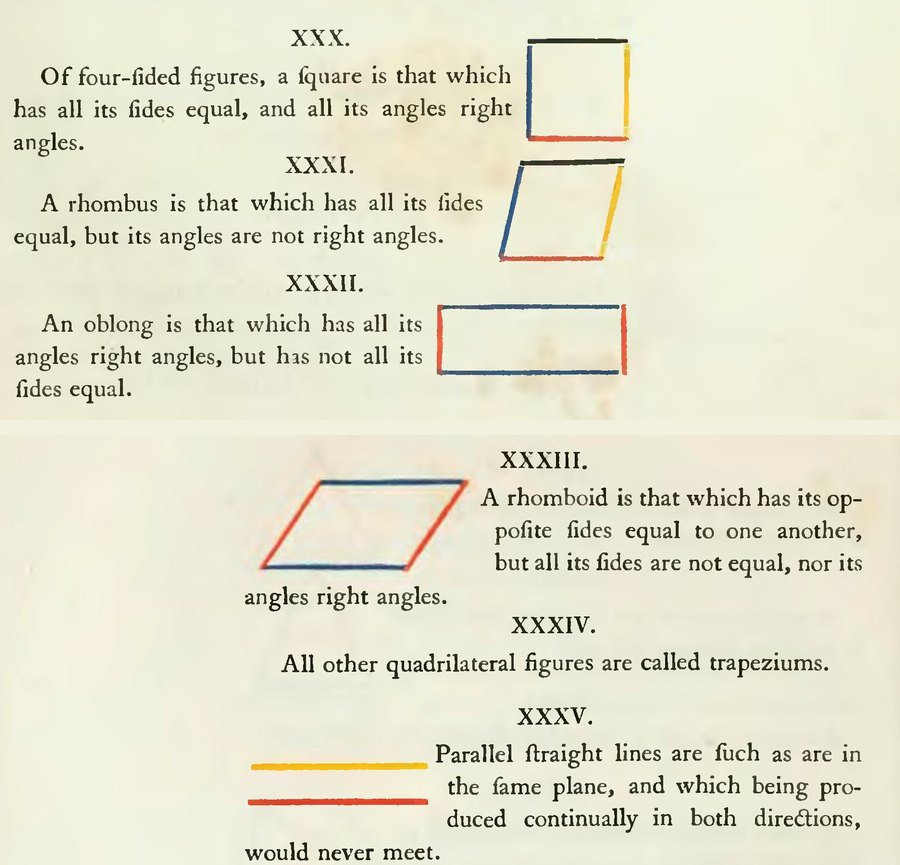 XXX.
Of four-ſided figures, a ſquare is that which
has all its ſides equal, and all its angles right
angles.
XXXI.
A rhombus is that which has all its ſides
equal, but its angles are not right angles.
XXXII.
An oblong is that which has all its
angles right angles, but has not all its
ſides equal.
XXXIII.
A rhomboid is that which has its op-
poſite ſides equal to one another,
but all its ſides are not equal, nor its
angles right angles.
XXXIV.
All other quadrilateral figures are called trapeziums.
XXXV.
Parallel ſtraight lines are ſuch as are in
the ſame plane, and which being pro-
duced continually in both directions,
would never meet.